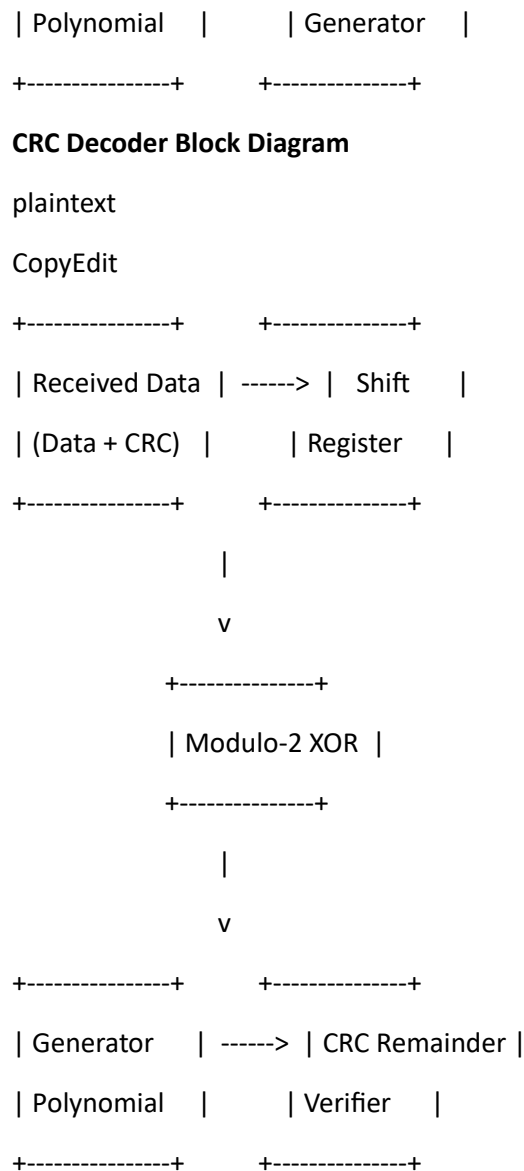 | Polynomial | | Generator |
+----------------+ +---------------+
CRC Decoder Block Diagram
plaintext
CopyEdit
+----------------+ +---------------+
| Received Data | ------> | Shift |
| (Data + CRC) | | Register |
+----------------+ +---------------+
|
v
+---------------+
| Modulo-2 XOR |
+---------------+
|
v
+----------------+ +---------------+
| Generator | ------> | CRC Remainder |
| Polynomial | | Verifier |
+----------------+ +---------------+